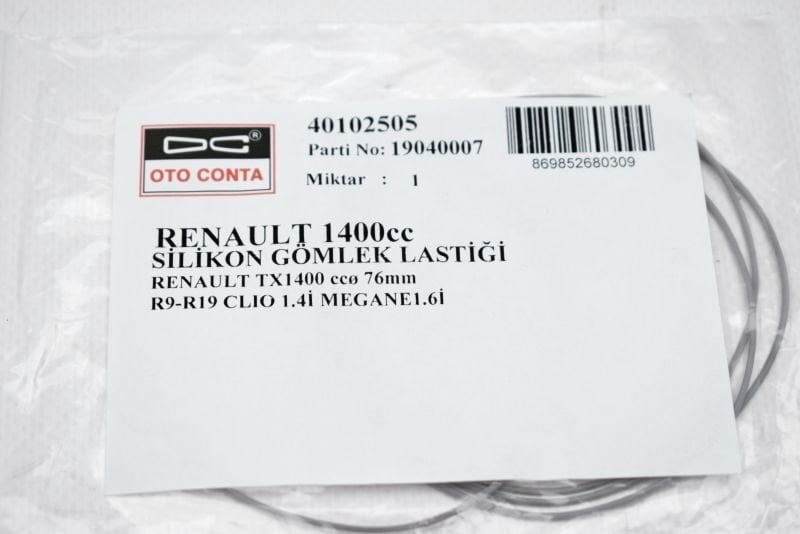 OTO CONTA
®
40102505
Parti No: 19040007
Miktar : 1
869852680309
RENAULT 1400cc
SİLİKON GÖMLEK LASTİĞİ
RENAULT TX1400 ccø 76mm
R9-R19 CLIO 1.4İ MEGANE1.6İ